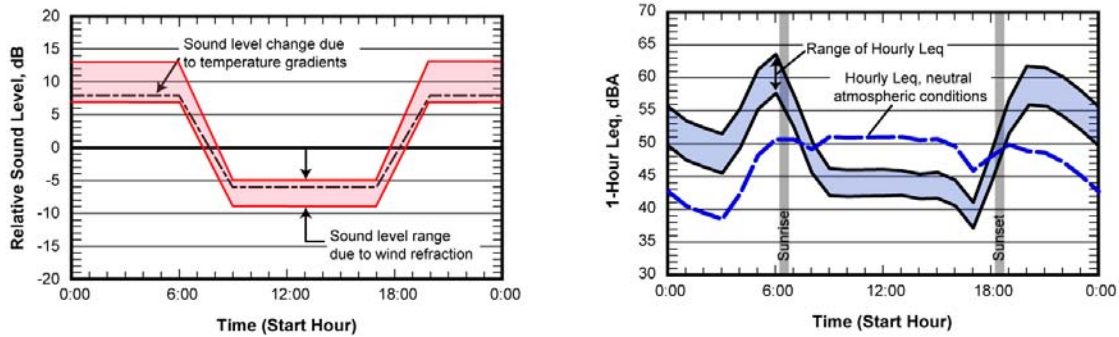 20
15
10
5
0
-5
-10
-15
20
Relative Sound Level, dB
Sound level change due
to temperature gradients
Sound level range
due to wind refraction
0:00 6:00 12:00 18:00 0:00
Time (Start Hour)
70
65
60
55
50
45
40
35
30
1-Hour Leq, dBA
Range of Hourly Leq
Hourly Leq, neutral
atmospheric conditions
Sunrise
Sunset
0:00 6:00 12:00 18:00 0:00
Time (Start Hour)